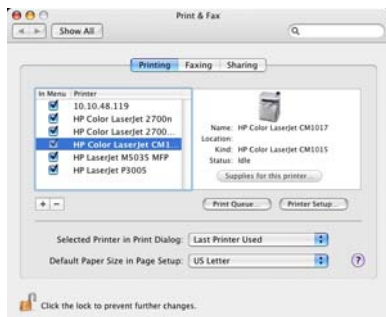 Print & Fax
Show All
Printing Faxing Sharing
In Menu Printer
10.10.48.119
HP Color LaserJet 2700n
HP Color LaserJet 2700...
HP Color LaserJet CM1...
HP LaserJet M5035 MFP
HP LaserJet P3005
Name: HP Color LaserJet CM1017
Location:
Kind: HP Color LaserJet CM1015
Status: Idle
Supplies for this printer...
+ -
Print Queue... Printer Setup...
Selected Printer in Print Dialog: Last Printer Used
Default Paper Size in Page Setup: US Letter
?
Click the lock to prevent further changes.